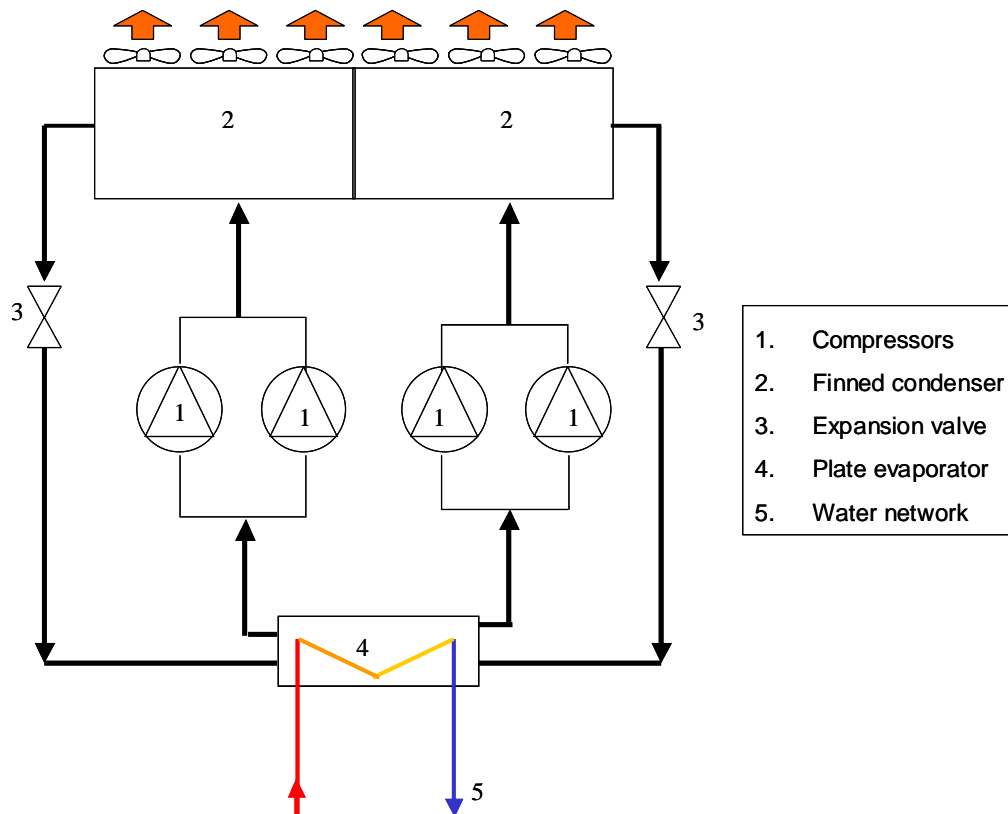 2
2
3
3
1
1
1
1
1. Compressors
2. Finned condenser
3. Expansion valve
4. Plate evaporator
5. Water network
4
5